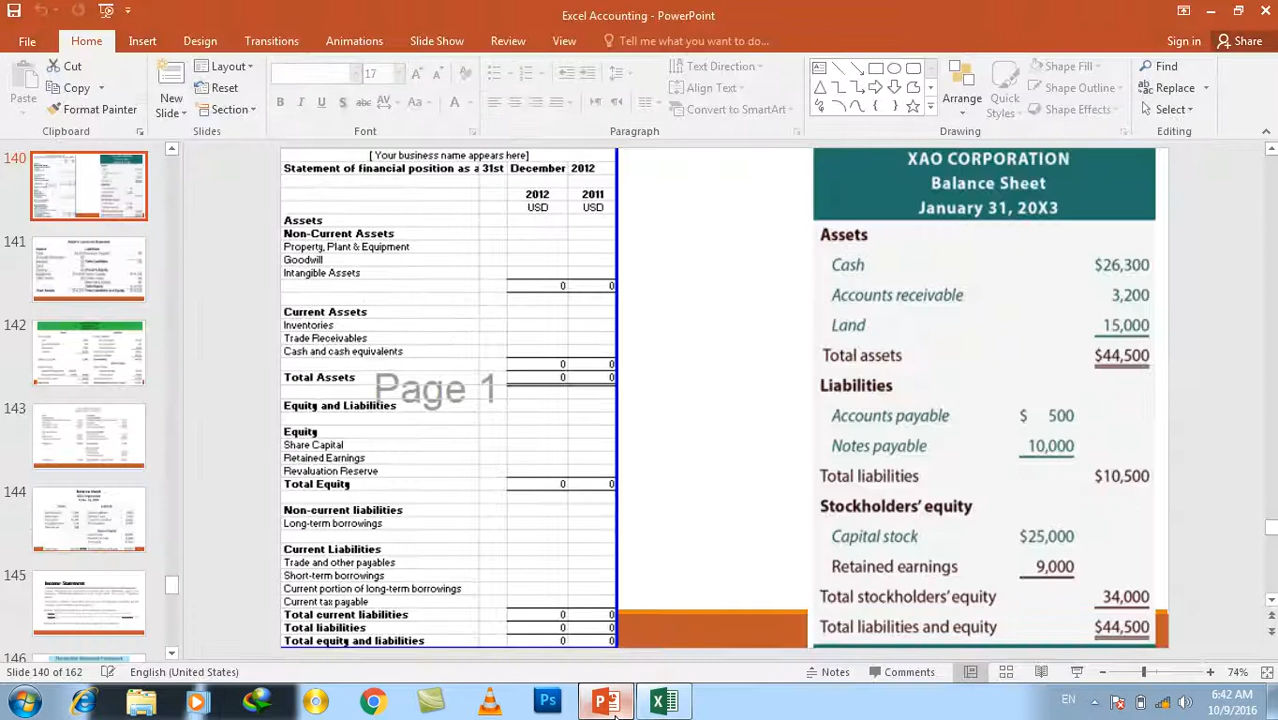 Excel Accounting - PowerPoint
File Home Insert Design Transitions Animations Slide Show Review View Tell me what you want to do... Sign in Share
Paste
Cut
Copy
Format Painter
Clipboard
New Slide
Layout
Reset
Section
Slides
17
B I U S abc AV Aa A
Font
Text Direction
Align Text
Convert to SmartArt
Paragraph
Arrange
Quick Styles
Shape Fill
Shape Outline
Shape Effects
Drawing
Find
Replace
Select
Editing
140
141
142
143
144
145
Income Statement
146
[ Your business name appears here]
Statement of financial position as 31st December 2012
2011
USD USD
Assets
Non-Current Assets
Property, Plant & Equipment
Goodwill
Intangible Assets
0 0
Current Assets
Inventories
Trade Receivables
Cash and cash equivalents
0 0
Total Assets 0 0
Page 1
Equity and Liabilities
Equity
Share Capital
Retained Earnings
Revaluation Reserve
Total Equity 0 0
Non-current liabilities
Long-term borrowings
Current Liabilities
Trade and other payables
Short-term borrowings
Current portion of long-term borrowings
Current tax payable
Total current liabilities 0 0
Total liabilities 0 0
Total equity and liabilities 0 0
XAO CORPORATION
Balance Sheet
January 31, 20X3
Assets
Cash $26,300
Accounts receivable 3,200
Land 15,000
Total assets $44,500
Liabilities
Accounts payable $ 500
Notes payable 10,000
Total liabilities $10,500
Stockholders' equity
Capital stock $25,000
Retained earnings 9,000
Total stockholders' equity 34,000
Total liabilities and equity $44,500
Slide 140 of 162 English (United States) Notes Comments 74%
Ps
EN
6:42 AM
10/9/2016